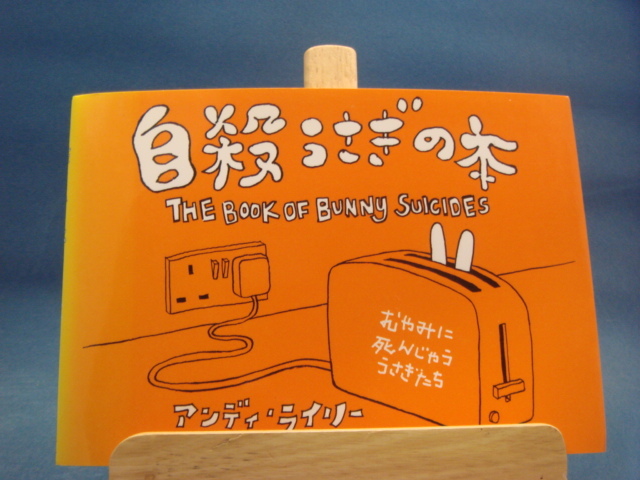 自殺うさぎの本
THE BOOK OF BUNNY SUICIDES
むやみに
死んじゃう
うさぎたち
アンディ・ライリー